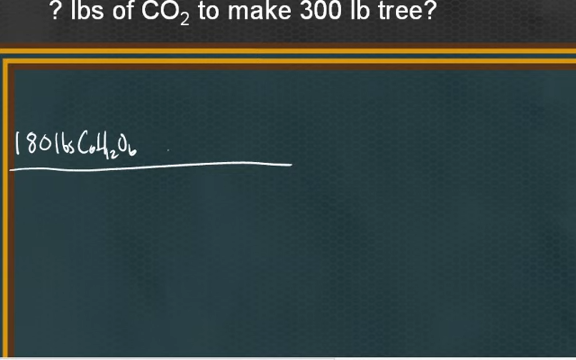 ? lbs of CO₂ to make 300 lb tree?
180 lbs C₆H₁₂O₆